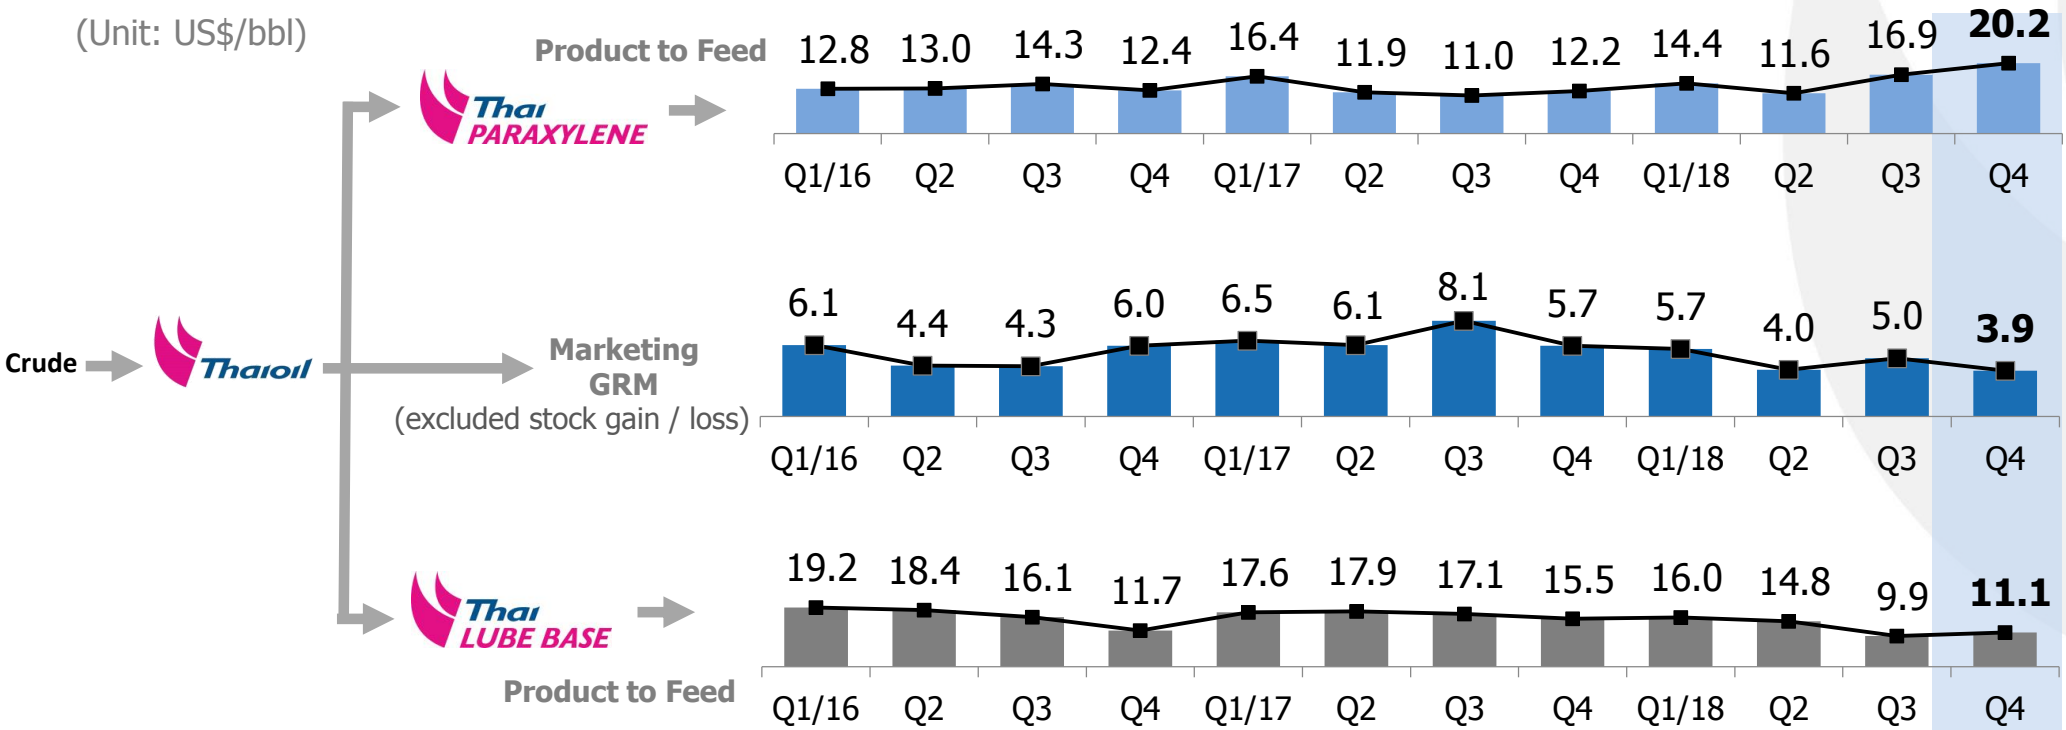 (Unit: US$/bbl)
Product to Feed
12.8 13.0 14.3 12.4 16.4 11.9 11.0 12.2 14.4 11.6 16.9 20.2
Thai
PARAXYLENE
Q1/16 Q2 Q3 Q4 Q1/17 Q2 Q3 Q4 Q1/18 Q2 Q3 Q4
6.1 4.4 4.3 6.0 6.5 6.1 8.1 5.7 5.7 4.0 5.0 3.9
Crude
Thaioil
Marketing
GRM
(excluded stock gain / loss)
Q1/16 Q2 Q3 Q4 Q1/17 Q2 Q3 Q4 Q1/18 Q2 Q3 Q4
19.2 18.4 16.1 11.7 17.6 17.9 17.1 15.5 16.0 14.8 9.9 11.1
Thai
LUBE BASE
Product to Feed
Q1/16 Q2 Q3 Q4 Q1/17 Q2 Q3 Q4 Q1/18 Q2 Q3 Q4